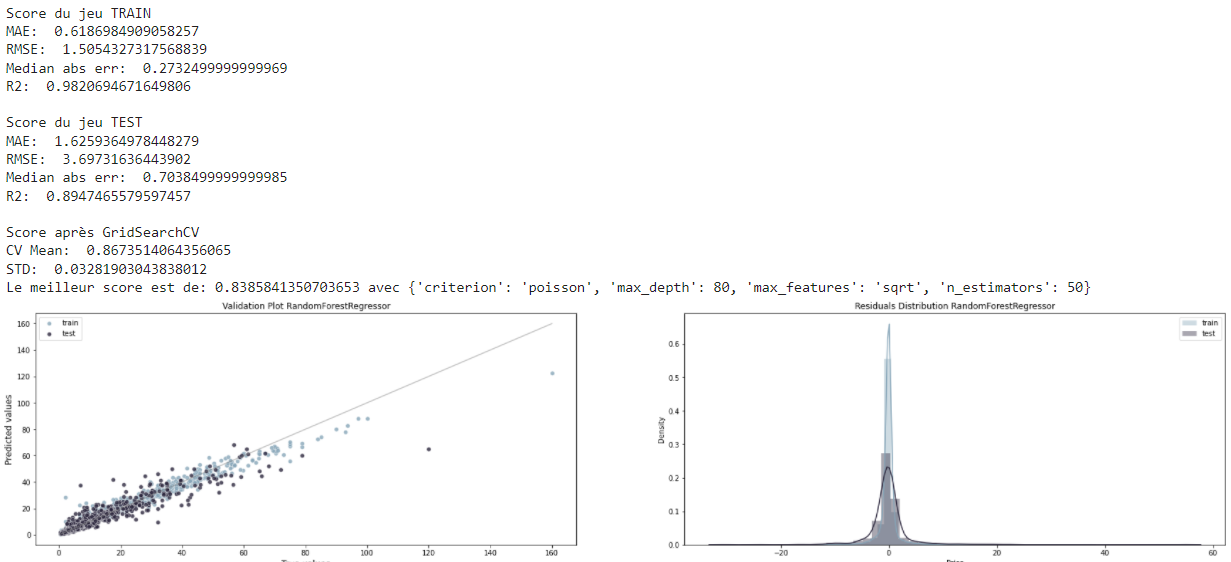 Score du jeu TRAIN
MAE:  0.6186984909058257
RMSE:  1.5054327317568839
Median abs err:  0.2732499999999969
R2:  0.9820694671649806
Score du jeu TEST
MAE:  1.6259364978448279
RMSE:  3.69731636443902
Median abs err:  0.7038499999999985
R2:  0.8947465579597457
Score après GridSearchCV
CV Mean:  0.8673514064356065
STD:  0.03281903043838012
Le meilleur score est de: 0.8385841350703653 avec {'criterion': 'poisson', 'max_depth': 80, 'max_features': 'sqrt', 'n_estimators': 50}
Validation Plot RandomForestRegressor
train
test
Predicted values
160
140
120
100
80
60
40
20
0
0 20 40 60 80 100 120 140 160
Residuals Distribution RandomForestRegressor
train
test
Density
0.6
0.5
0.4
0.3
0.2
0.1
0.0
−20 0 20 40 60